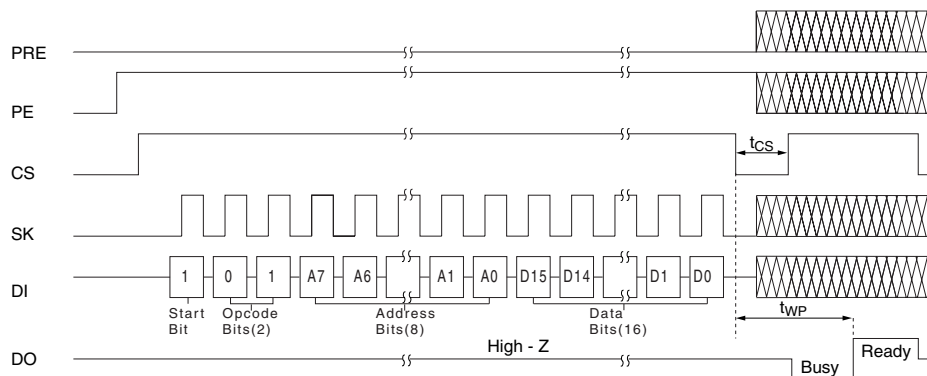 PRE
PE
CS
tCS
SK
DI
1 0 1 A7 A6 A1 A0 D15 D14 D1 D0
Start Bit
Opcode Bits(2)
Address Bits(8)
Data Bits(16)
tWP
DO
High - Z
Busy
Ready